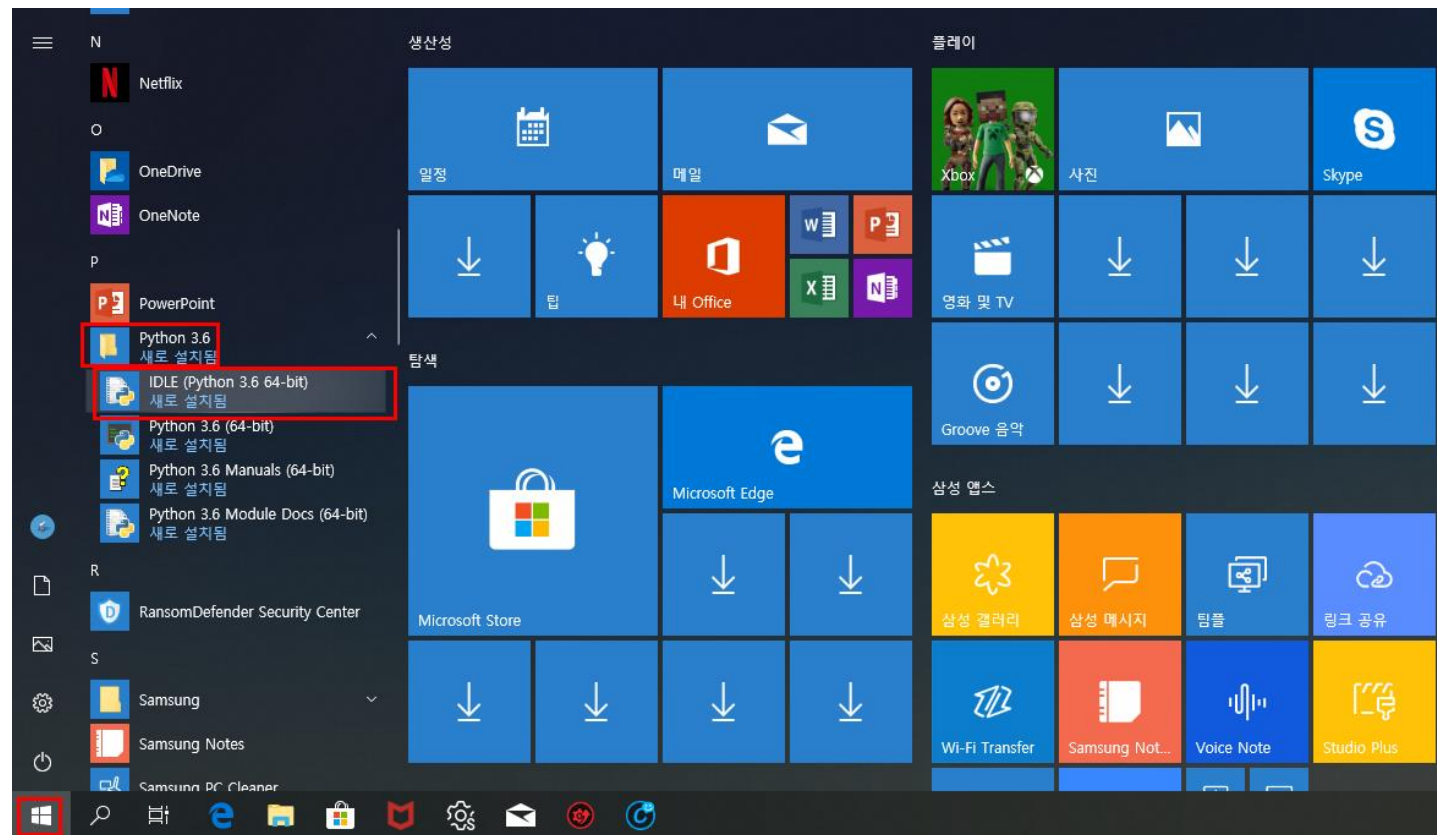 N
Netflix
O
OneDrive
OneNote
P
PowerPoint
Python 3.6
새로 설치됨
IDLE (Python 3.6 64-bit)
새로 설치됨
Python 3.6 (64-bit)
새로 설치됨
Python 3.6 Manuals (64-bit)
새로 설치됨
Python 3.6 Module Docs (64-bit)
새로 설치됨
R
RansomDefender Security Center
S
Samsung
Samsung Notes
Samsung PC Cleaner
생산성
일정
메일
팁
내 Office
탐색
Microsoft Store
Microsoft Edge
플레이
Xbox
사진
Skype
영화 및 TV
Groove 음악
삼성 앱스
삼성 갤러리
삼성 메시지
팀플
링크 공유
Wi-Fi Transfer
Samsung Not...
Voice Note
Studio Plus